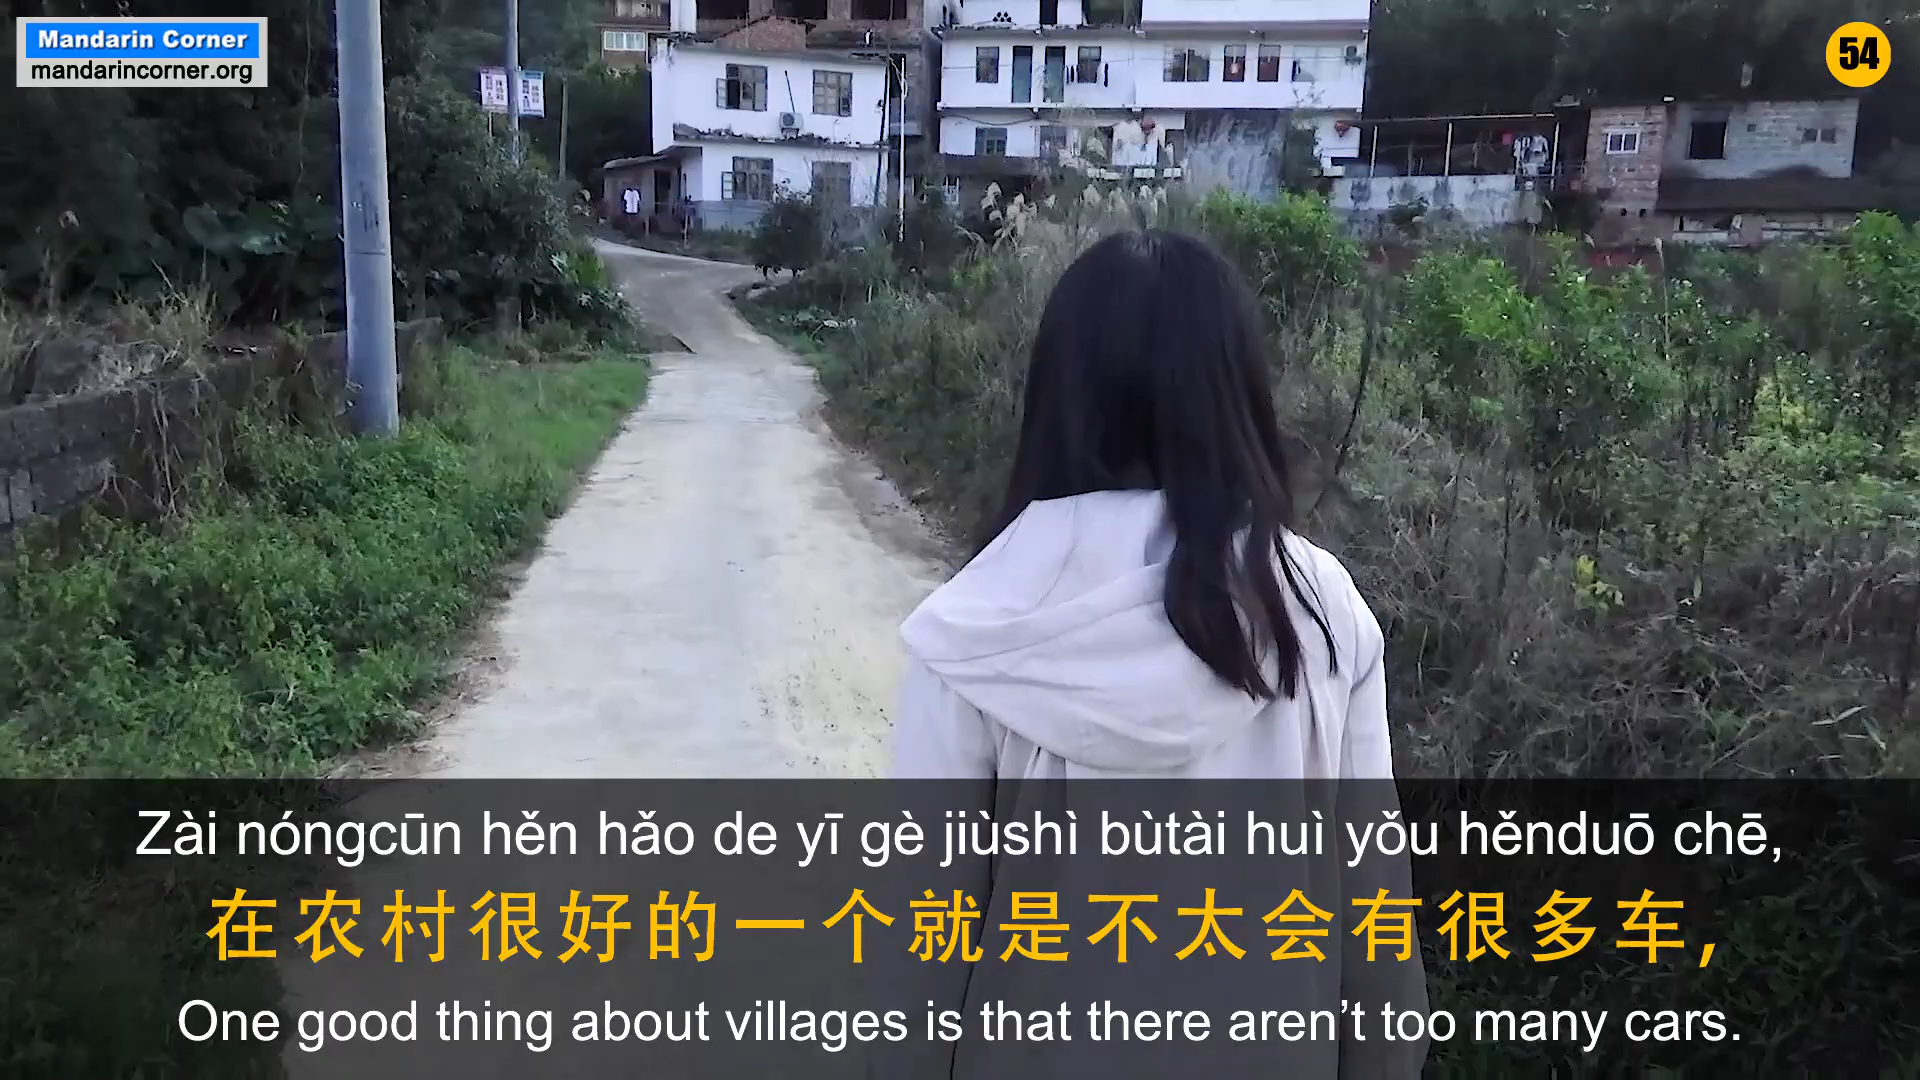 Mandarin Corner
mandarincorner.org
54
Zài nóngcūn hěn hǎo de yī gè jiùshì bùtài huì yǒu hěnduō chē,
在农村很好的一个就是不太会有很多车,
One good thing about villages is that there aren’t too many cars.